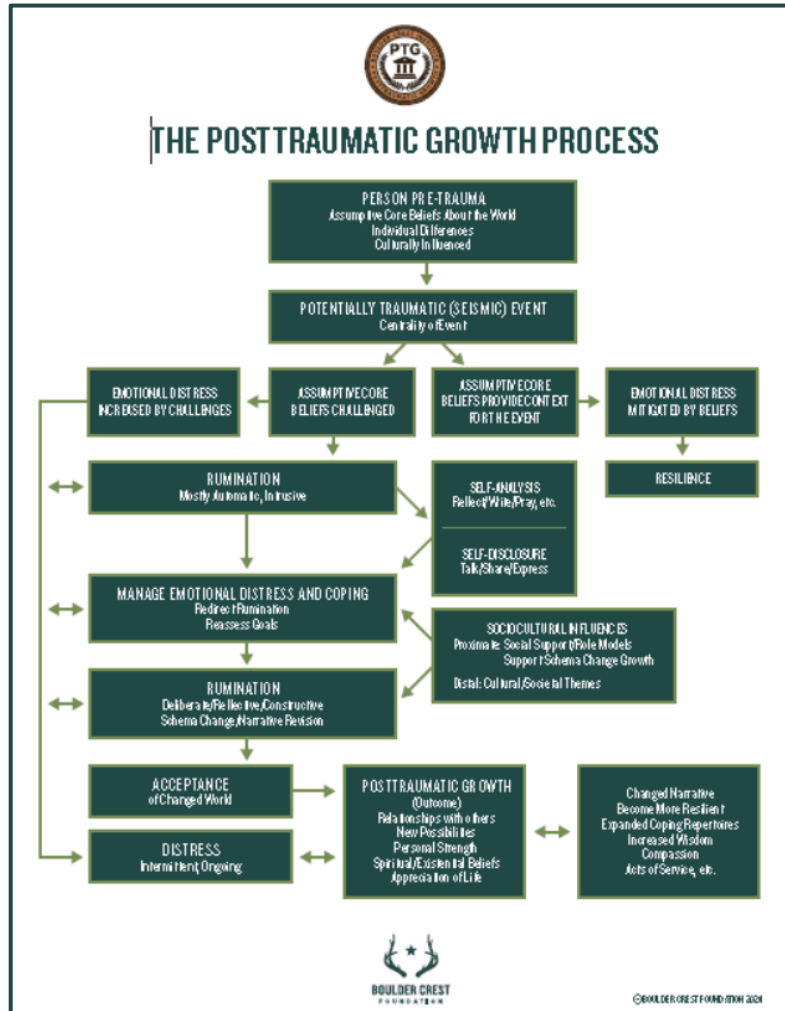 BOULDER CREST INSTITUTE
PTG
POSTTRAUMATIC GROWTH
THE POSTTRAUMATIC GROWTH PROCESS
PERSON PRE-TRAUMA
Assumptive Core Beliefs About the World
Individual Differences
Culturally Influenced
POTENTIALLY TRAUMATIC (SEISMIC) EVENT
Centrality of Event
EMOTIONAL DISTRESS
INCREASED BY CHALLENGES
ASSUMPTIVE CORE
BELIEFS CHALLENGED
ASSUMPTIVE CORE
BELIEFS PROVIDE CONTEXT
FOR THE EVENT
EMOTIONAL DISTRESS
MITIGATED BY BELIEFS
RUMINATION
Mostly Automatic, Intrusive
SELF-ANALYSIS
Reflect/Write/Pray, etc.
SELF-DISCLOSURE
Talk/Share/Express
RESILIENCE
MANAGE EMOTIONAL DISTRESS AND COPING
Redirect Rumination
Reassess Goals
SOCIOCULTURAL INFLUENCES
Proximate: Social Support/Role Models
Support Schema Change Growth
Distal: Cultural/Societal Themes
RUMINATION
Deliberate/Reflective/Constructive
Schema Change/Narrative Revision
ACCEPTANCE
of Changed World
DISTRESS
Intermittent, Ongoing
POSTTRAUMATIC GROWTH
(Outcome)
Relationships with others
New Possibilities
Personal Strength
Spiritual/Existential Beliefs
Appreciation of Life
Changed Narrative
Become More Resilient
Expanded Coping Repertoires
Increased Wisdom
Compassion
Acts of Service, etc.
BOULDER CREST
FOUNDATION
©BOULDER CREST FOUNDATION 2024